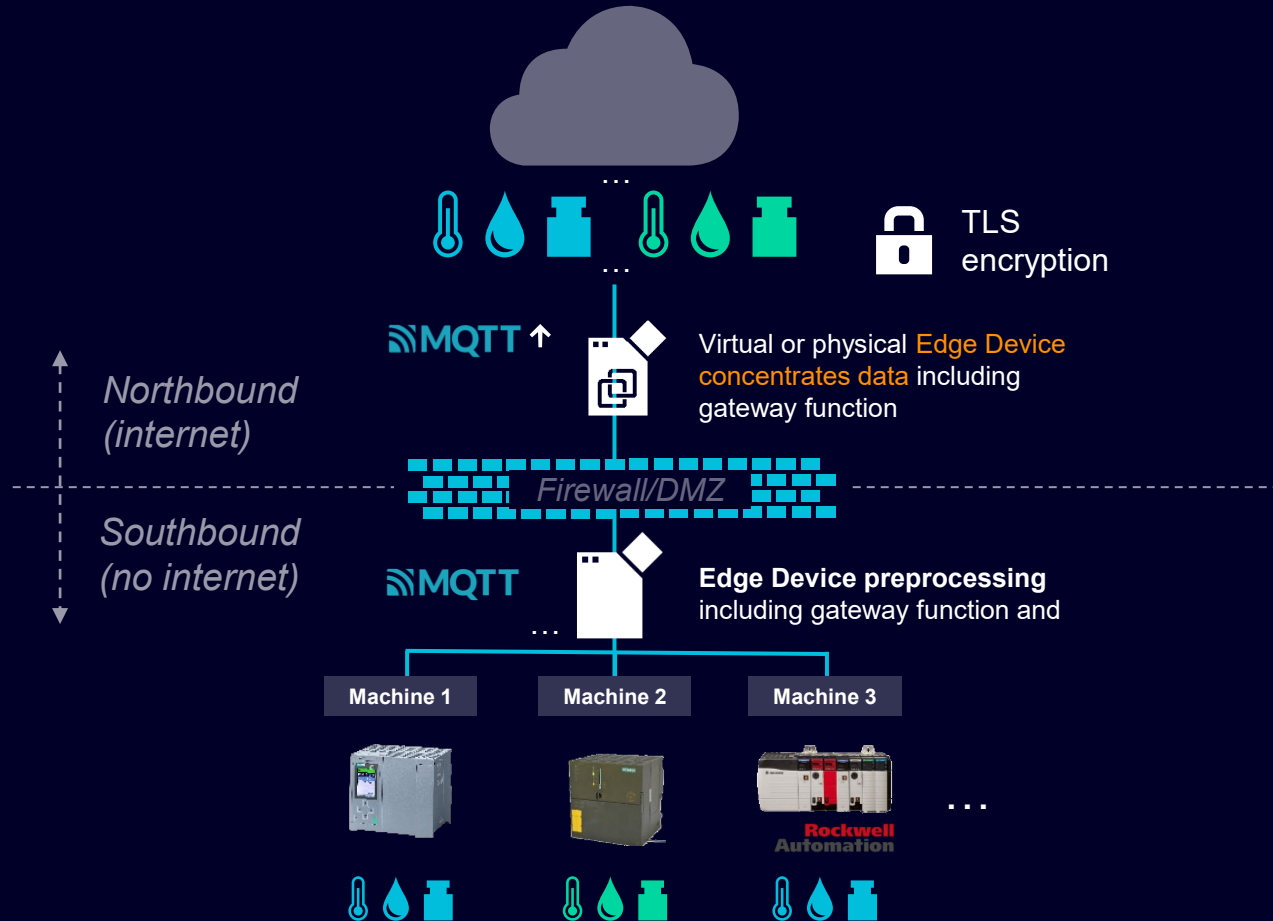 ...
TLS
encryption
...
MQTT
Virtual or physical Edge Device
concentrates data including
gateway function
Northbound
(internet)
Firewall/DMZ
Southbound
(no internet)
MQTT
Edge Device preprocessing
including gateway function and
...
Machine 1
Machine 2
Machine 3
...
Rockwell
Automation